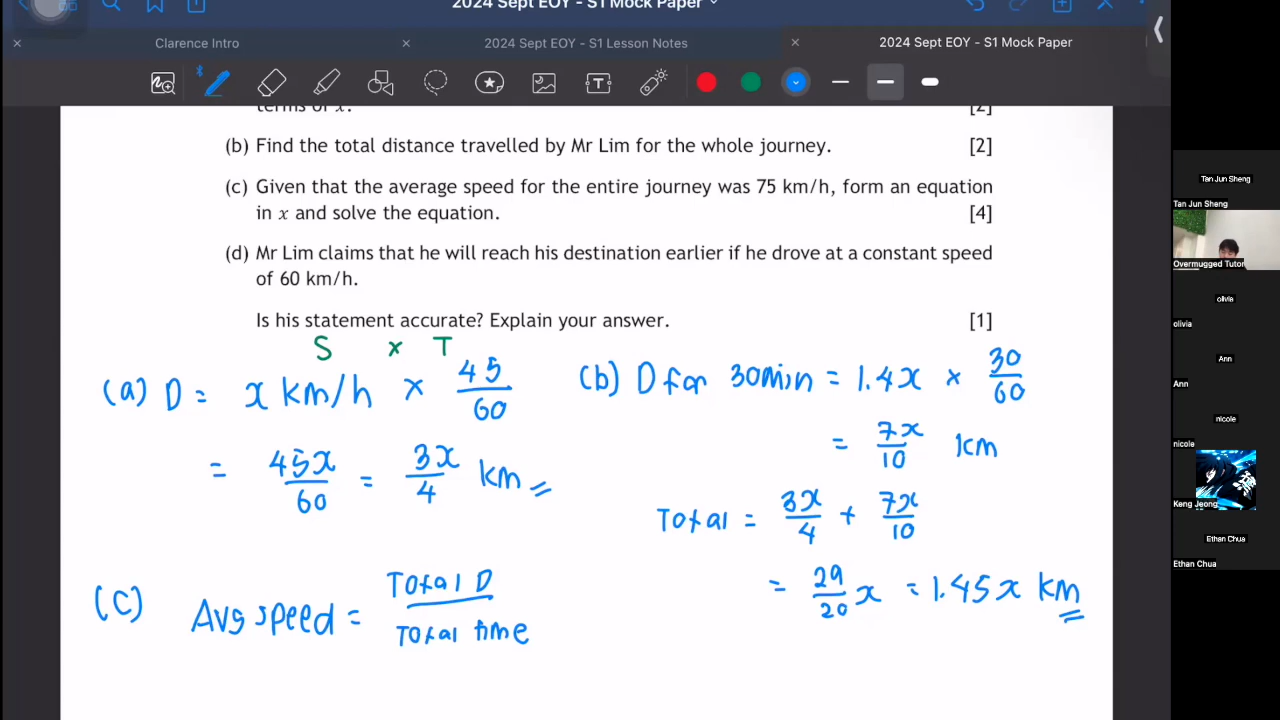 2024 Sept EOY - S1 Mock Paper
Clarence Intro
2024 Sept EOY - S1 Lesson Notes
2024 Sept EOY - S1 Mock Paper
terms of x. [2]
(b) Find the total distance travelled by Mr Lim for the whole journey. [2]
(c) Given that the average speed for the entire journey was 75 km/h, form an equation
in x and solve the equation. [4]
(d) Mr Lim claims that he will reach his destination earlier if he drove at a constant speed
of 60 km/h.
Is his statement accurate? Explain your answer. [1]
S × T
(a) D = x km/h × 45/60
= 45x/60 = 3x/4 km
(b) D for 30min = 1.4x × 30/60
= 7x/10 km
Total = 3x/4 + 7x/10
= 29/20 x = 1.45x km
(c) Avg speed = Total D / Total time
Tan Jun Sheng
Tan Jun Sheng
Overmugged Tutor
olivia
olivia
Ann
Ann
nicole
nicole
Keng Jeong
Ethan Chua
Ethan Chua